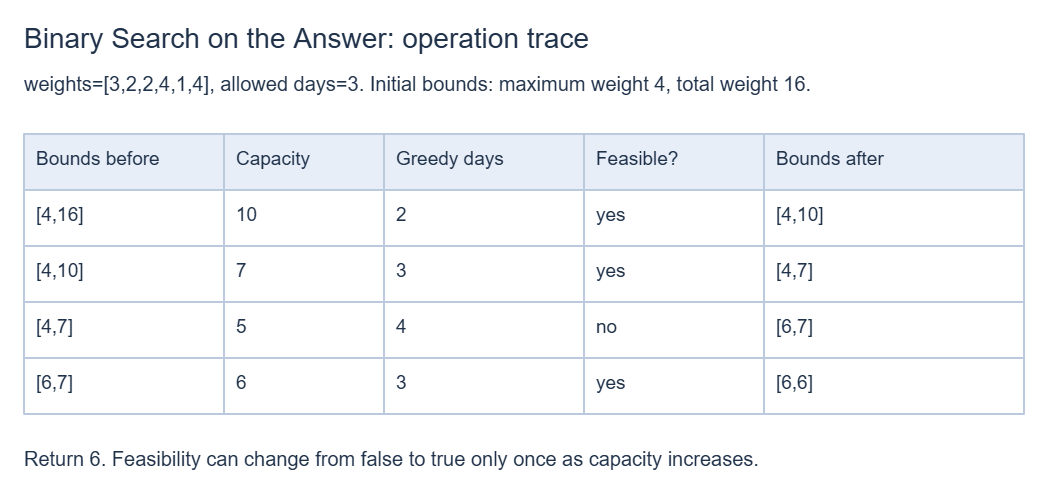 Binary Search on the Answer: operation trace
weights=[3,2,2,4,1,4], allowed days=3. Initial bounds: maximum weight 4, total weight 16.
Bounds before Capacity Greedy days Feasible? Bounds after
[4,16] 10 2 yes [4,10]
[4,10] 7 3 yes [4,7]
[4,7] 5 4 no [6,7]
[6,7] 6 3 yes [6,6]
Return 6. Feasibility can change from false to true only once as capacity increases.